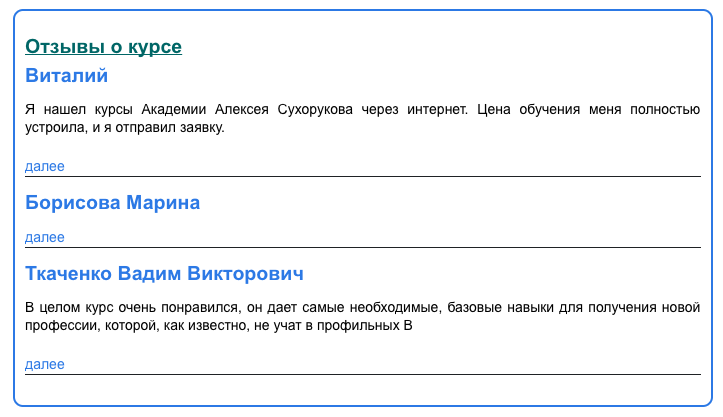 Отзывы о курсе
Виталий
Я нашел курсы Академии Алексея Сухорукова через интернет. Цена обучения меня полностью
устроила, и я отправил заявку.
далее
Борисова Марина
далее
Ткаченко Вадим Викторович
В целом курс очень понравился, он дает самые необходимые, базовые навыки для получения новой
профессии, которой, как известно, не учат в профильных В
далее